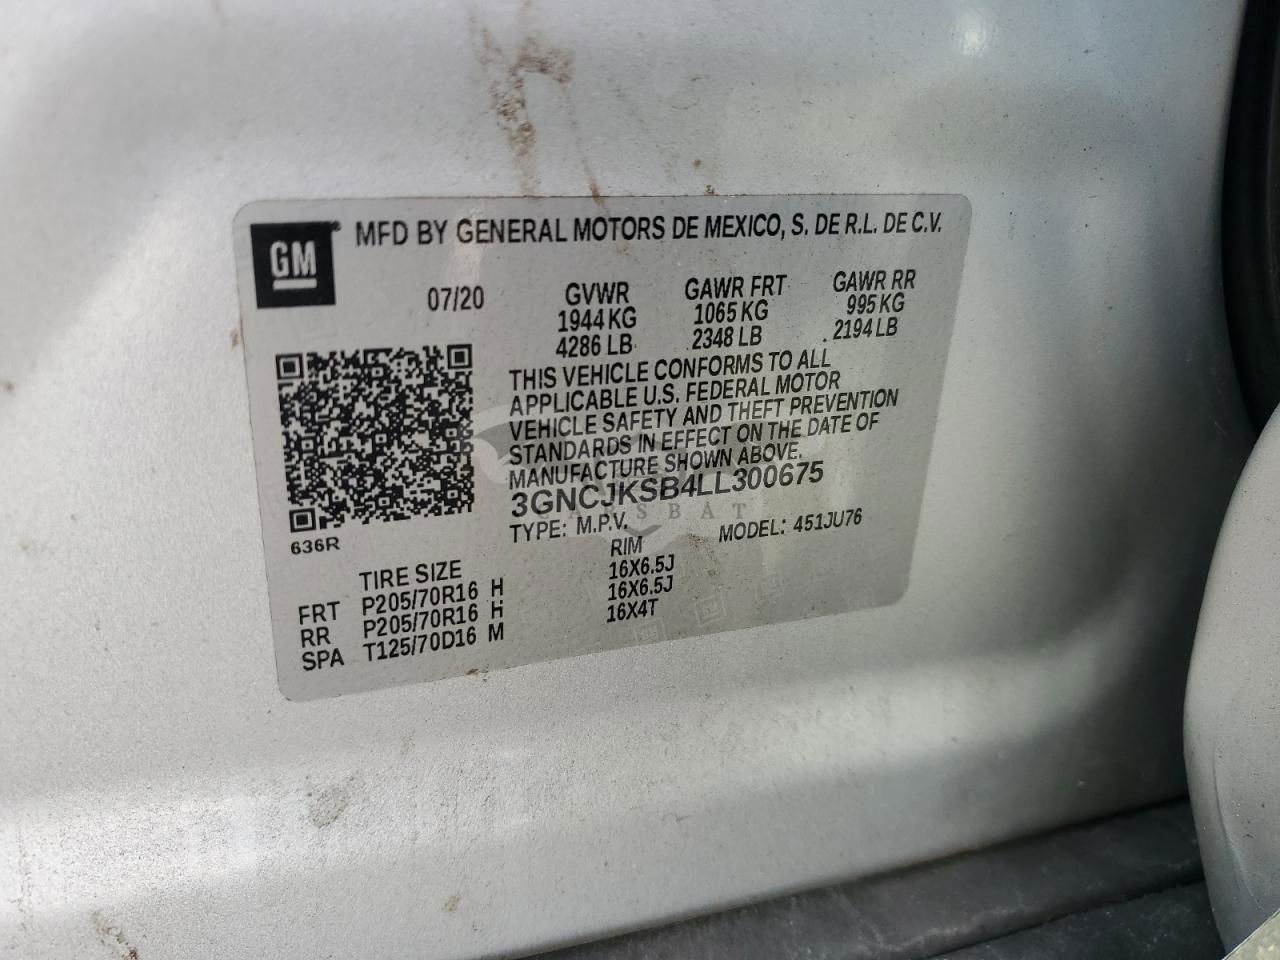 GM
MFD BY GENERAL MOTORS DE MEXICO, S. DE R.L. DE C.V.
07/20 GVWR GAWR FRT GAWR RR
1944 KG 1065 KG 995 KG
4286 LB 2348 LB 2194 LB
THIS VEHICLE CONFORMS TO ALL
APPLICABLE U.S. FEDERAL MOTOR
VEHICLE SAFETY AND THEFT PREVENTION
STANDARDS IN EFFECT ON THE DATE OF
MANUFACTURE SHOWN ABOVE.
3GNCJKSB4LL300675
CARSBAT
TYPE: M.P.V. MODEL: 451JU76
636R
TIRE SIZE RIM
FRT P205/70R16 H 16X6.5J
RR P205/70R16 H 16X6.5J
SPA T125/70D16 M 16X4T